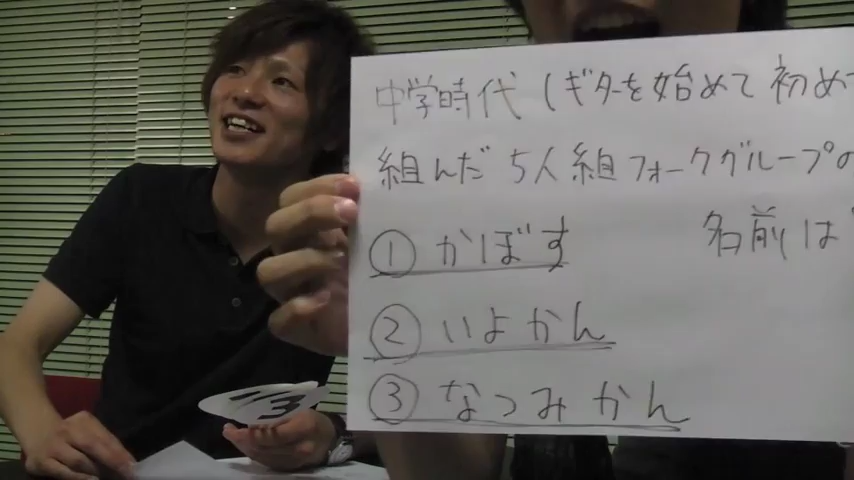 中学時代 (ギターを始めて初めて
組んだ 5人組フォークグループの
名前は
① かぼす
② いよかん
③ なつみかん
13